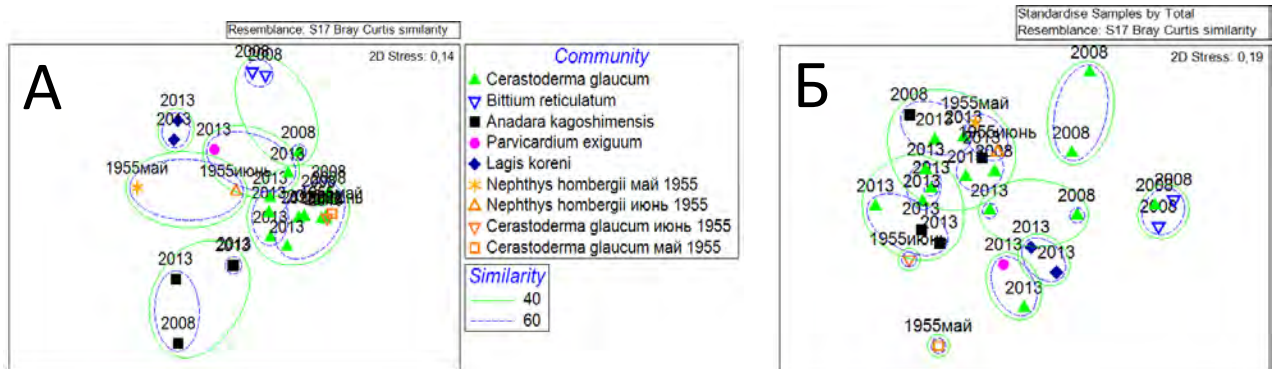 А
Resemblance: S17 Bray Curtis similarity
2D Stress: 0,14
2008
2008
2013
2013
2013
2008
2013
1955май
1955июнь
2013
2008
2013
2013
2013
2013
2008
Community
Cerastoderma glaucum
Bittium reticulatum
Anadara kagoshimensis
Parvicardium exiguum
Lagis koreni
Nephthys hombergii май 1955
Nephthys hombergii июнь 1955
Cerastoderma glaucum июнь 1955
Cerastoderma glaucum май 1955
Similarity
40
60
Б
Standardise Samples by Total
Resemblance: S17 Bray Curtis similarity
2D Stress: 0,19
2008
2008
1955май
2013
1955июнь
2013
2008
2013
2013
2008
2013
2013
2013
2008
2008
2008
2013
2013
1955июнь
2013
2013
2013
2013
1955май